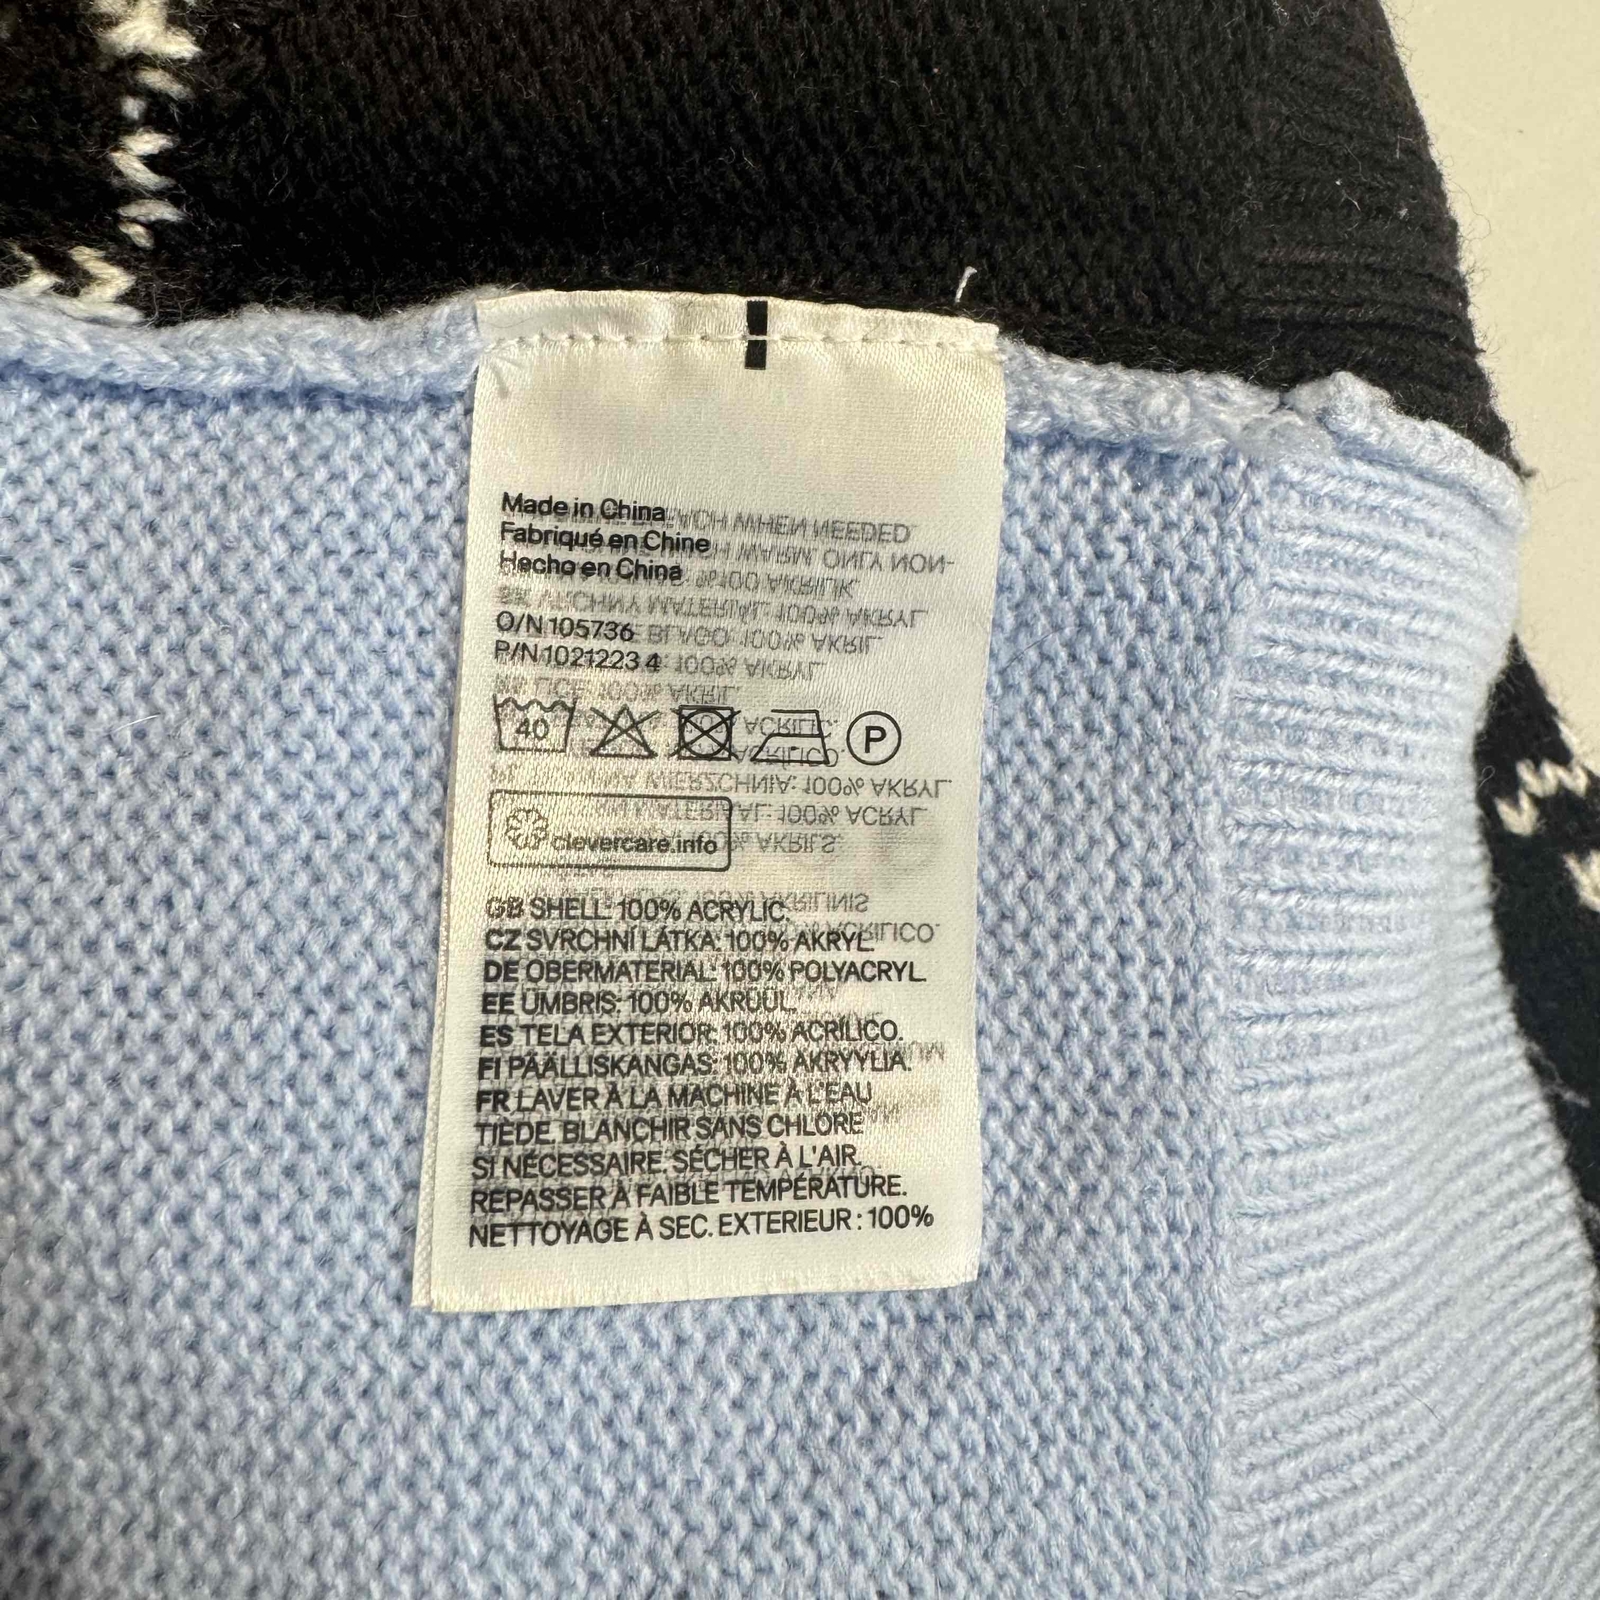 Made in China
Fabriqué en Chine
Hecho en China
O/N 105736
P/N 1021223 4
40
P
clevercare.info
GB SHELL: 100% ACRYLIC.
CZ SVRCHNÍ LÁTKA: 100% AKRYL.
DE OBERMATERIAL: 100% POLYACRYL.
EE ÜMBRIS: 100% AKRÜÜL.
ES TELA EXTERIOR: 100% ACRÍLICO.
FI PÄÄLLISKANGAS: 100% AKRYYLIA.
FR LAVER À LA MACHINE À L'EAU
TIÈDE. BLANCHIR SANS CHLORE
SI NÉCESSAIRE. SÉCHER À L'AIR.
REPASSER À FAIBLE TEMPÉRATURE.
NETTOYAGE À SEC. EXTERIEUR : 100%